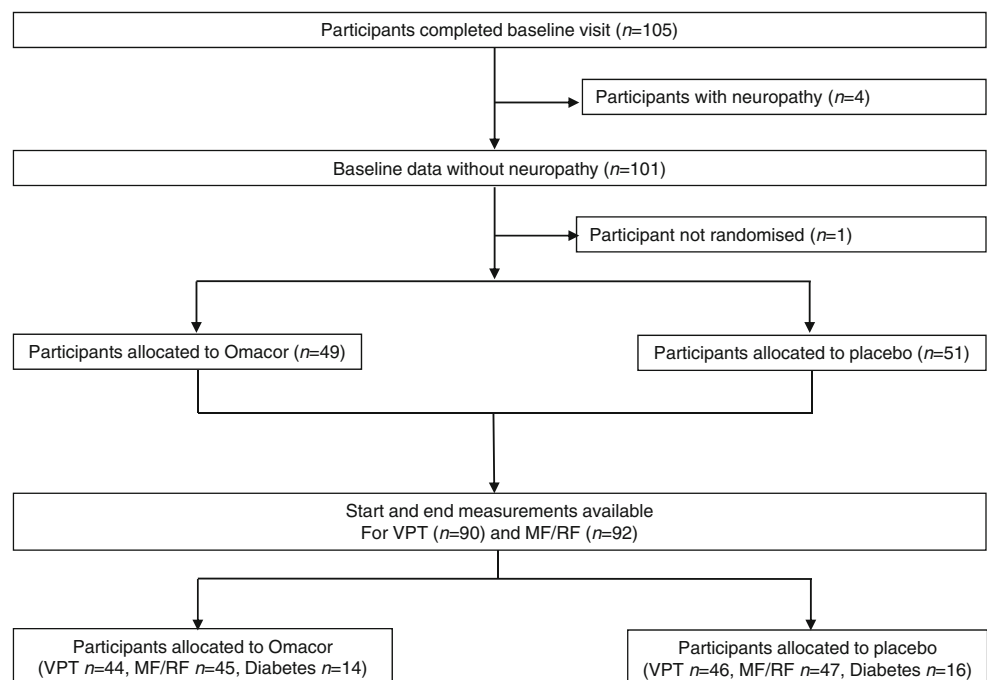 Participants completed baseline visit (n=105)
Participants with neuropathy (n=4)
Baseline data without neuropathy (n=101)
Participant not randomised (n=1)
Participants allocated to Omacor (n=49)
Participants allocated to placebo (n=51)
Start and end measurements available
For VPT (n=90) and MF/RF (n=92)
Participants allocated to Omacor
(VPT n=44, MF/RF n=45, Diabetes n=14)
Participants allocated to placebo
(VPT n=46, MF/RF n=47, Diabetes n=16)